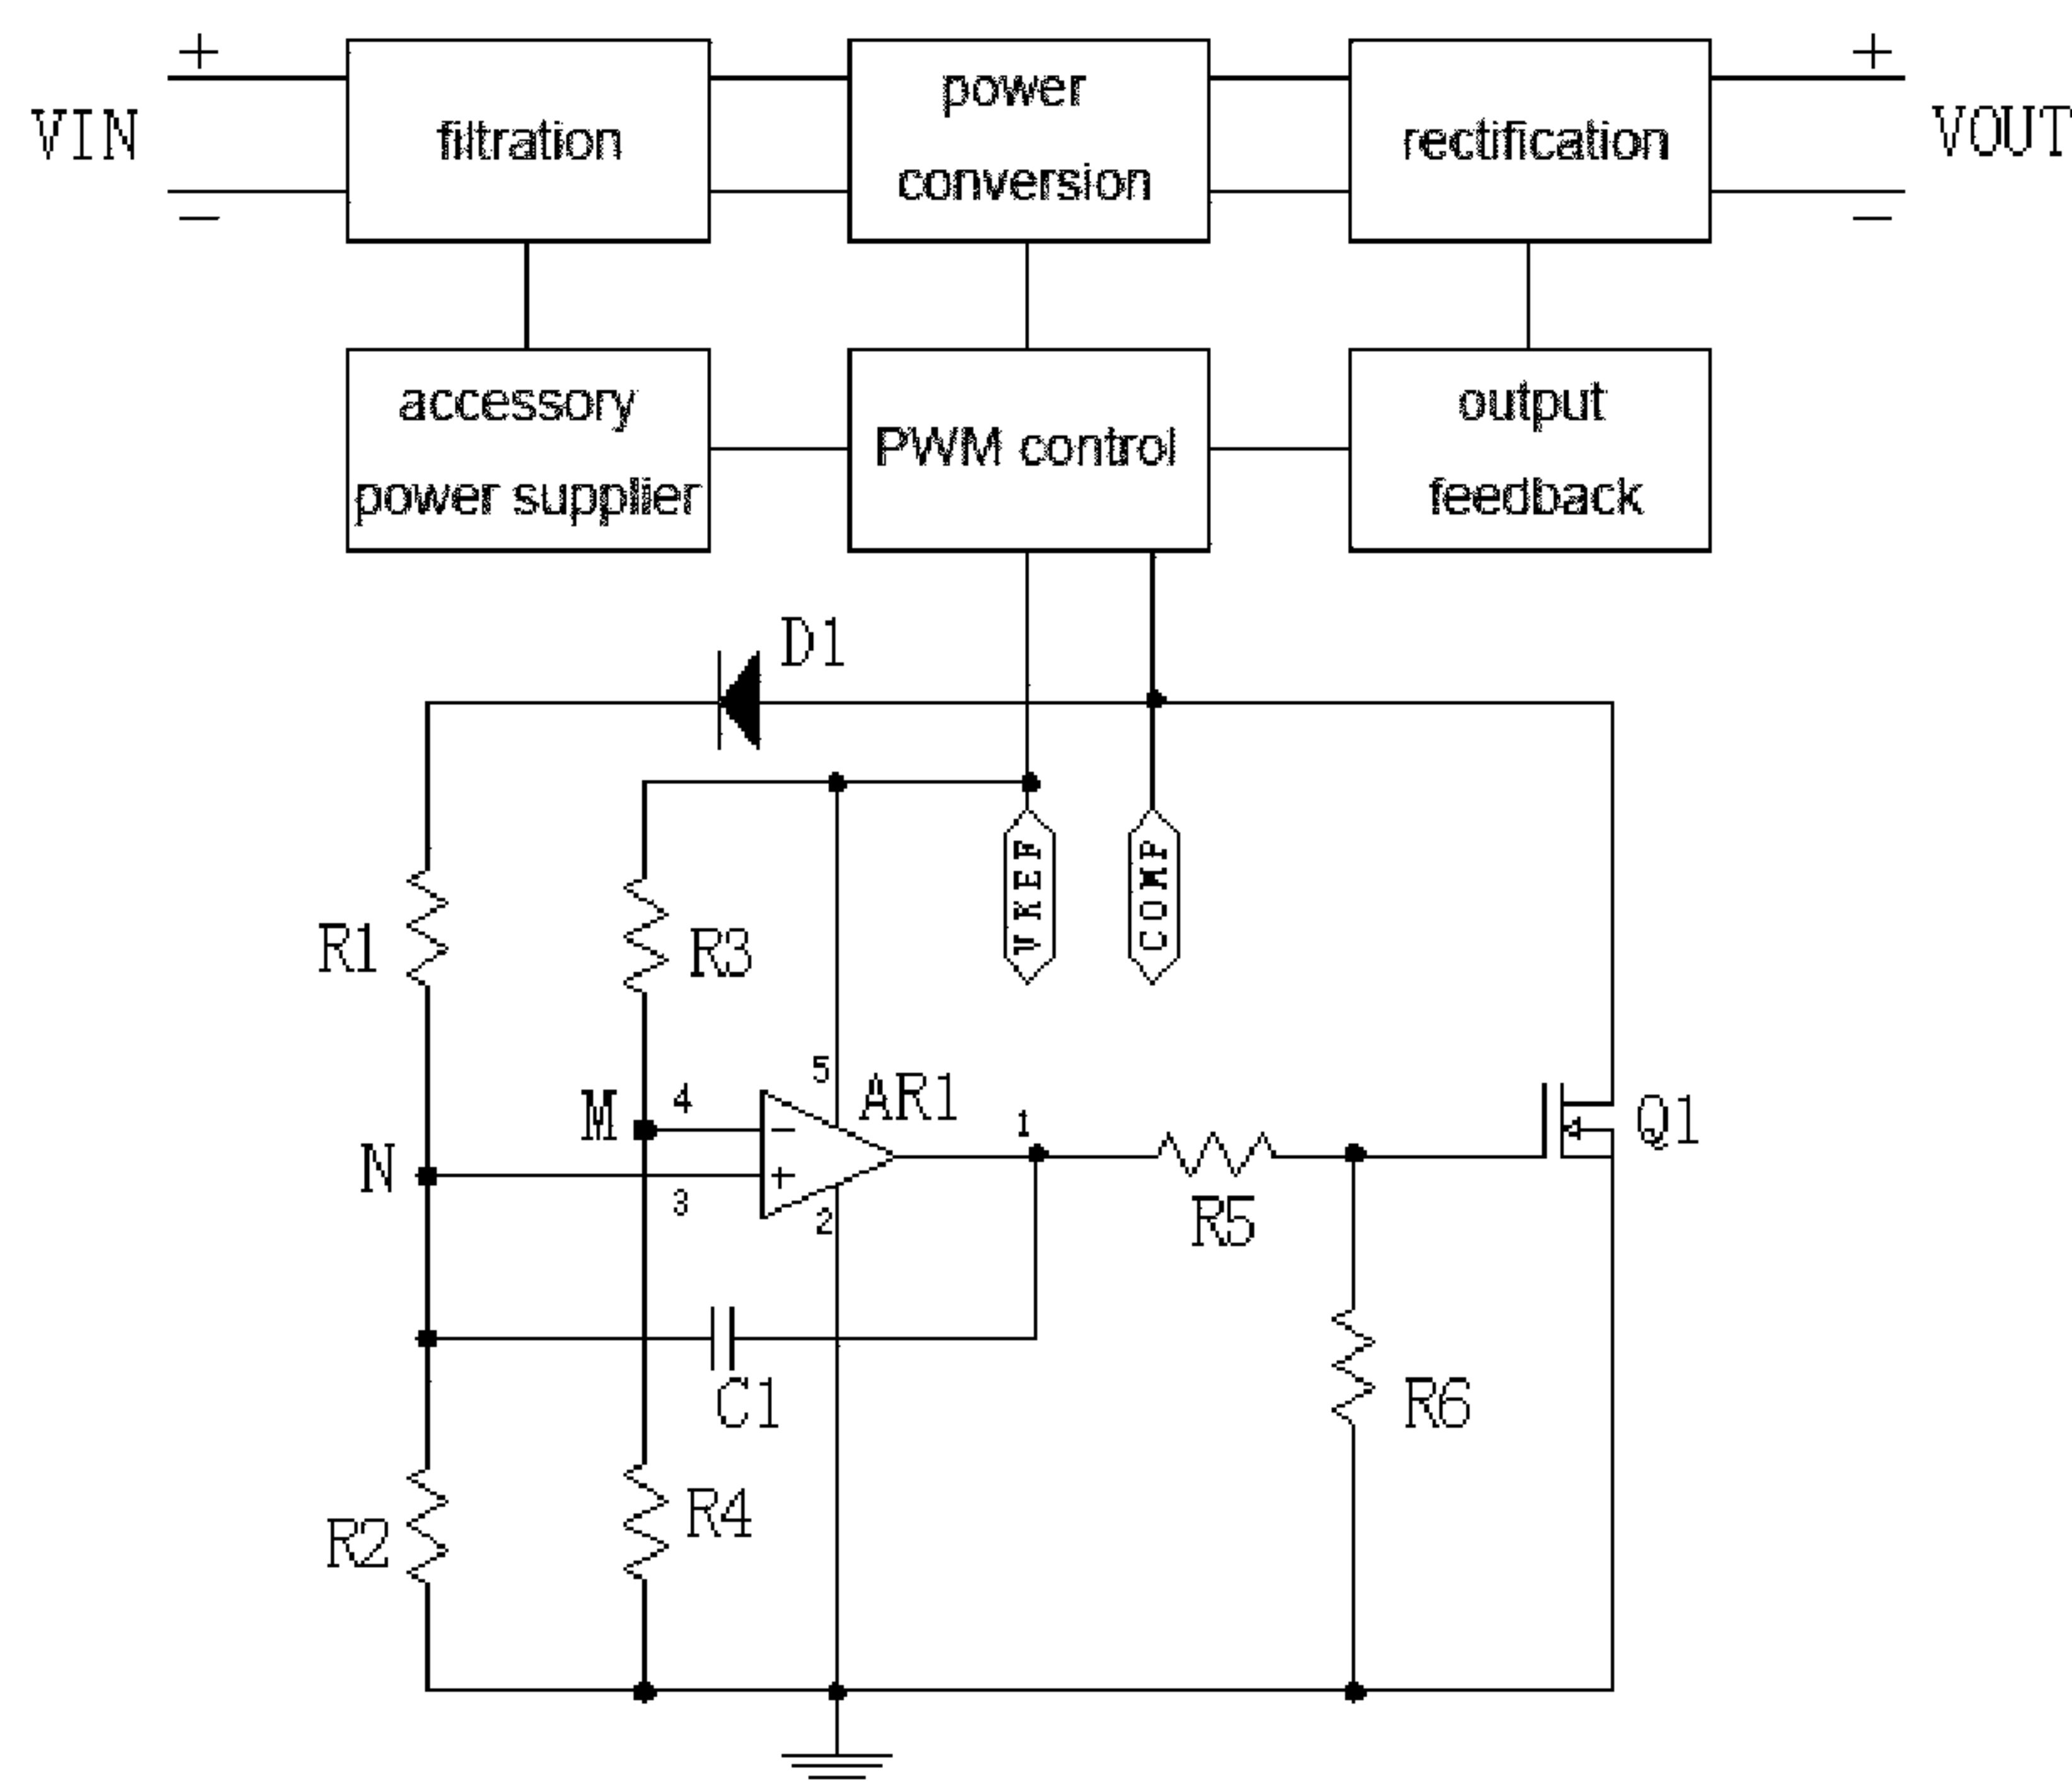 + +
VIN filtration power conversion rectification VOUT
− −
accessory power supplier PWM control output feedback
D1
VREF COMP
R1 R3
5 AR1
M 4 −
1 Q1
N 3 +
2
R5
C1 R6
R2 R4